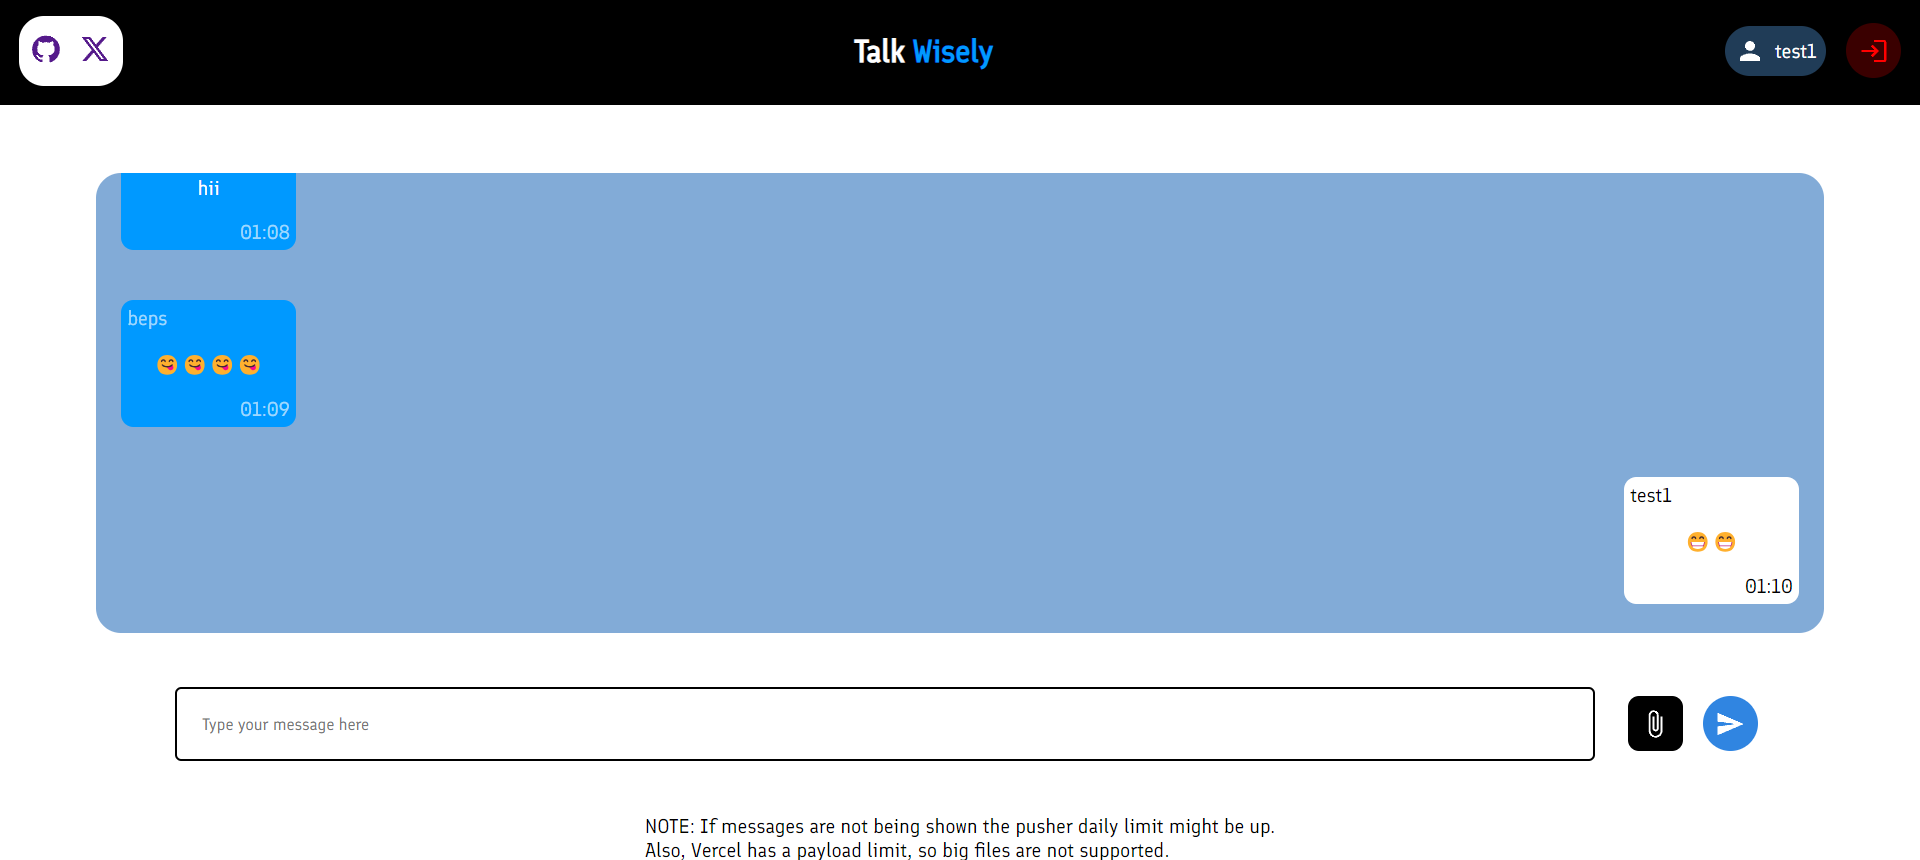 Talk Wisely
test1
hii
01:08
beps
😋😋😋😋
01:09
test1
😁😁
01:10
Type your message here
NOTE: If messages are not being shown the pusher daily limit might be up.
Also, Vercel has a payload limit, so big files are not supported.